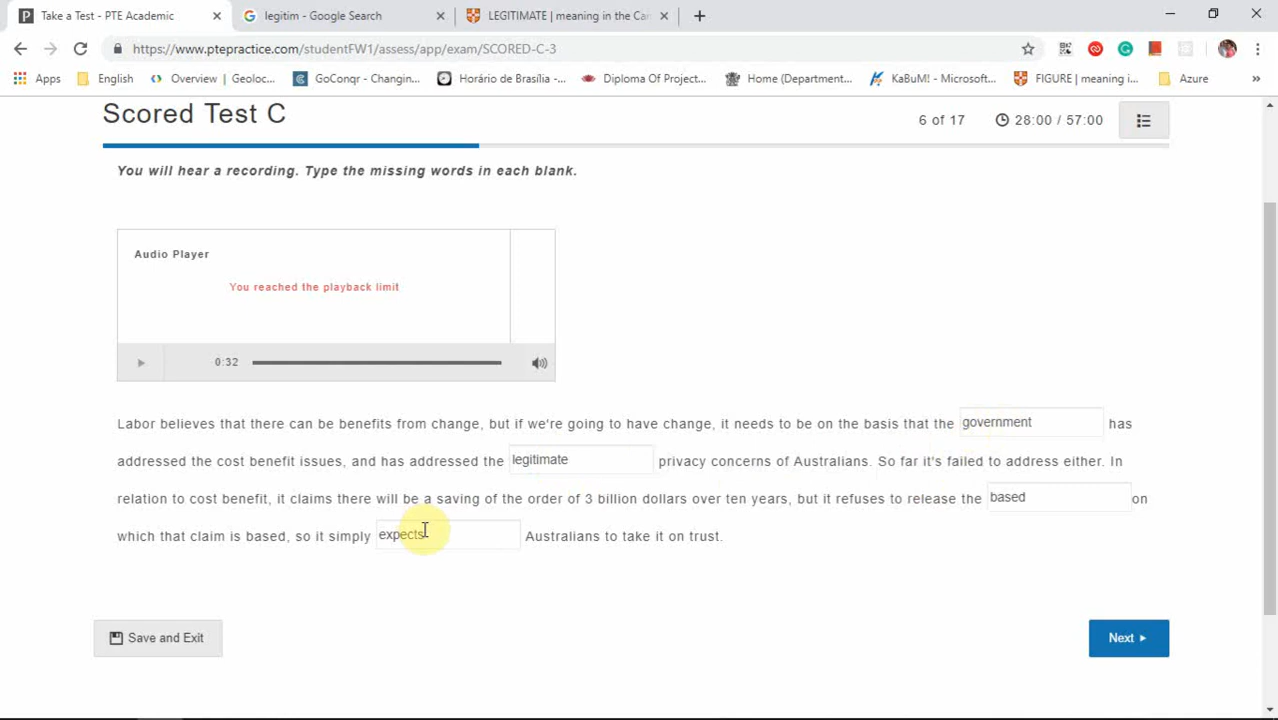 Take a Test - PTE Academic
legitim - Google Search
LEGITIMATE | meaning in the Can
https://www.ptepractice.com/studentFW1/assess/app/exam/SCORED-C-3
Apps
English
Overview | Geoloc...
GoConqr - Changin...
Horário de Brasília -...
Diploma Of Project...
Home (Department...
KaBuM! - Microsoft...
FIGURE | meaning i...
Azure
»
Scored Test C
6 of 17
28:00 / 57:00
You will hear a recording. Type the missing words in each blank.
Audio Player
You reached the playback limit
0:32
Labor believes that there can be benefits from change, but if we're going to have change, it needs to be on the basis that the government has
addressed the cost benefit issues, and has addressed the legitimate privacy concerns of Australians. So far it's failed to address either. In
relation to cost benefit, it claims there will be a saving of the order of 3 billion dollars over ten years, but it refuses to release the based on
which that claim is based, so it simply expects Australians to take it on trust.
Save and Exit
Next